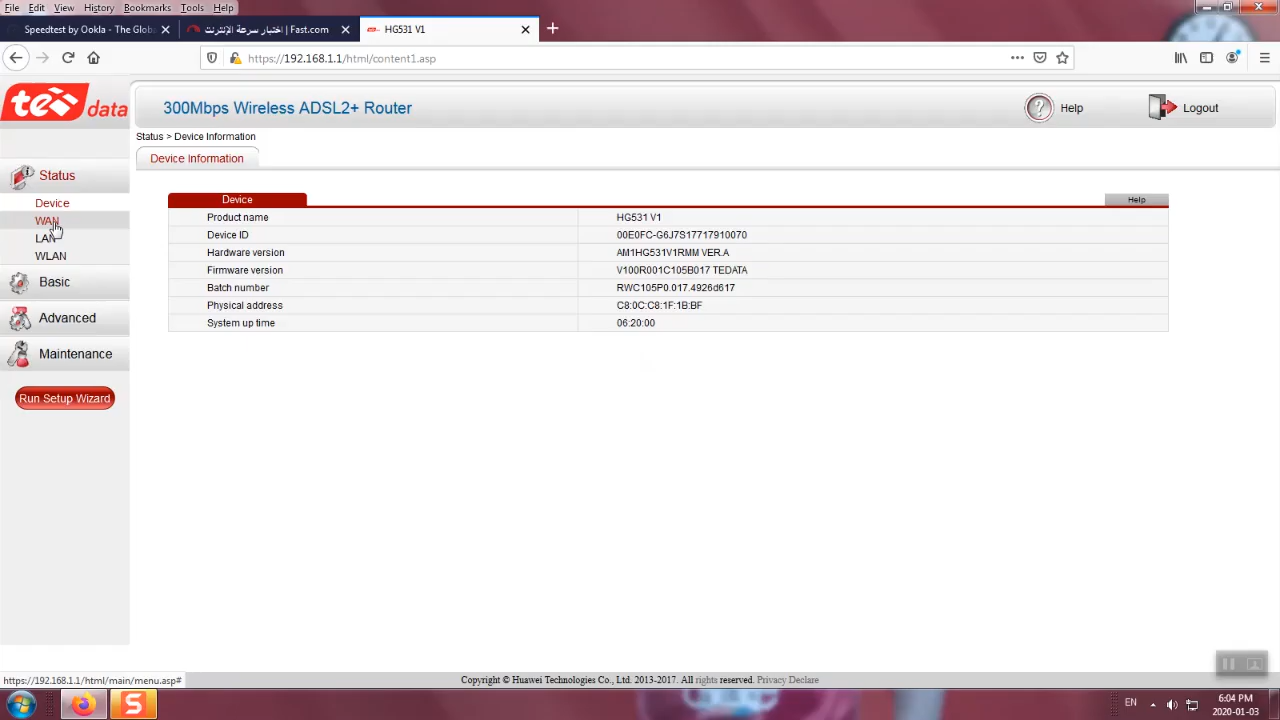 File Edit View History Bookmarks Tools Help
Speedtest by Ookla - The Globa
اختبار سرعة الإنترنت | Fast.com
HG531 V1
https://192.168.1.1/html/content1.asp
TE data
300Mbps Wireless ADSL2+ Router
Help
Logout
Status > Device Information
Device Information
Status
Device
WAN
LAN
WLAN
Basic
Advanced
Maintenance
Run Setup Wizard
Device
Help
Product name HG531 V1
Device ID 00E0FC-G6J7S17717910070
Hardware version AM1HG531V1RMM VER.A
Firmware version V100R001C105B017 TEDATA
Batch number RWC105P0.017.4926d617
Physical address C8:0C:C8:1F:1B:BF
System up time 06:20:00
https://192.168.1.1/html/main/menu.asp#
Copyright © Huawei Technologies Co., Ltd. 2013-2017. All rights reserved. Privacy Declare
S
EN
6:04 PM
2020-01-03